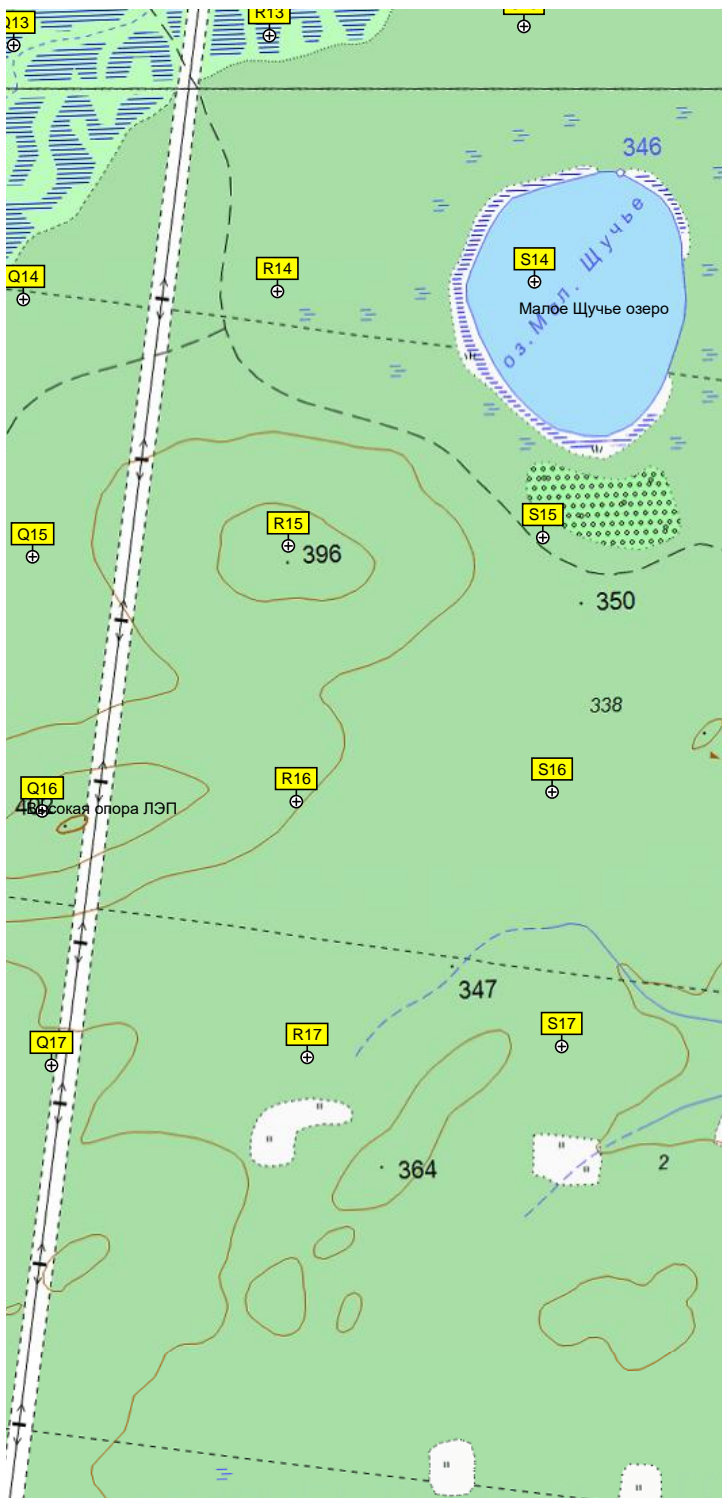 Q13
R13
346
оз. Мал. Щучье
Q14
R14
S14
Малое Щучье озеро
Q15
R15
S15
396
350
338
Q16
R16
S16
Высокая опора ЛЭП
347
Q17
R17
S17
364
2